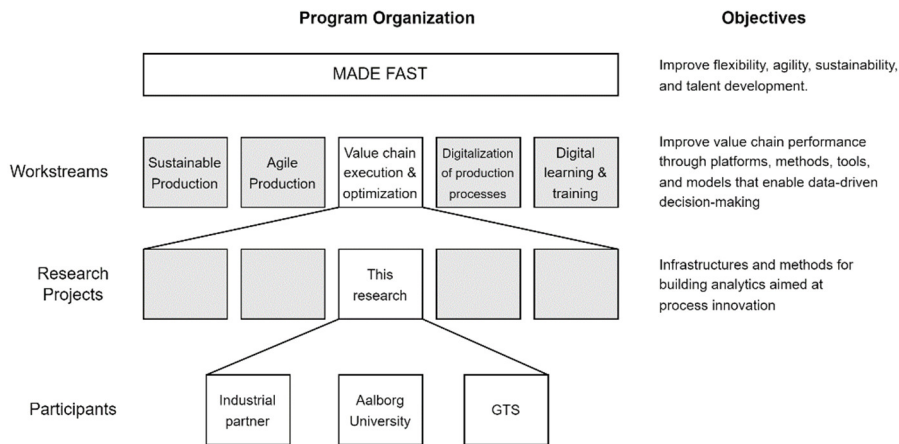 Program Organization
Objectives
MADE FAST
Improve flexibility, agility, sustainability,
and talent development.
Workstreams
Sustainable
Production
Agile
Production
Value chain
execution &
optimization
Digitalization
of production
processes
Digital
learning &
training
Improve value chain performance
through platforms, methods, tools,
and models that enable data-driven
decision-making
Research
Projects
This
research
Infrastructures and methods for
building analytics aimed at
process innovation
Participants
Industrial
partner
Aalborg
University
GTS